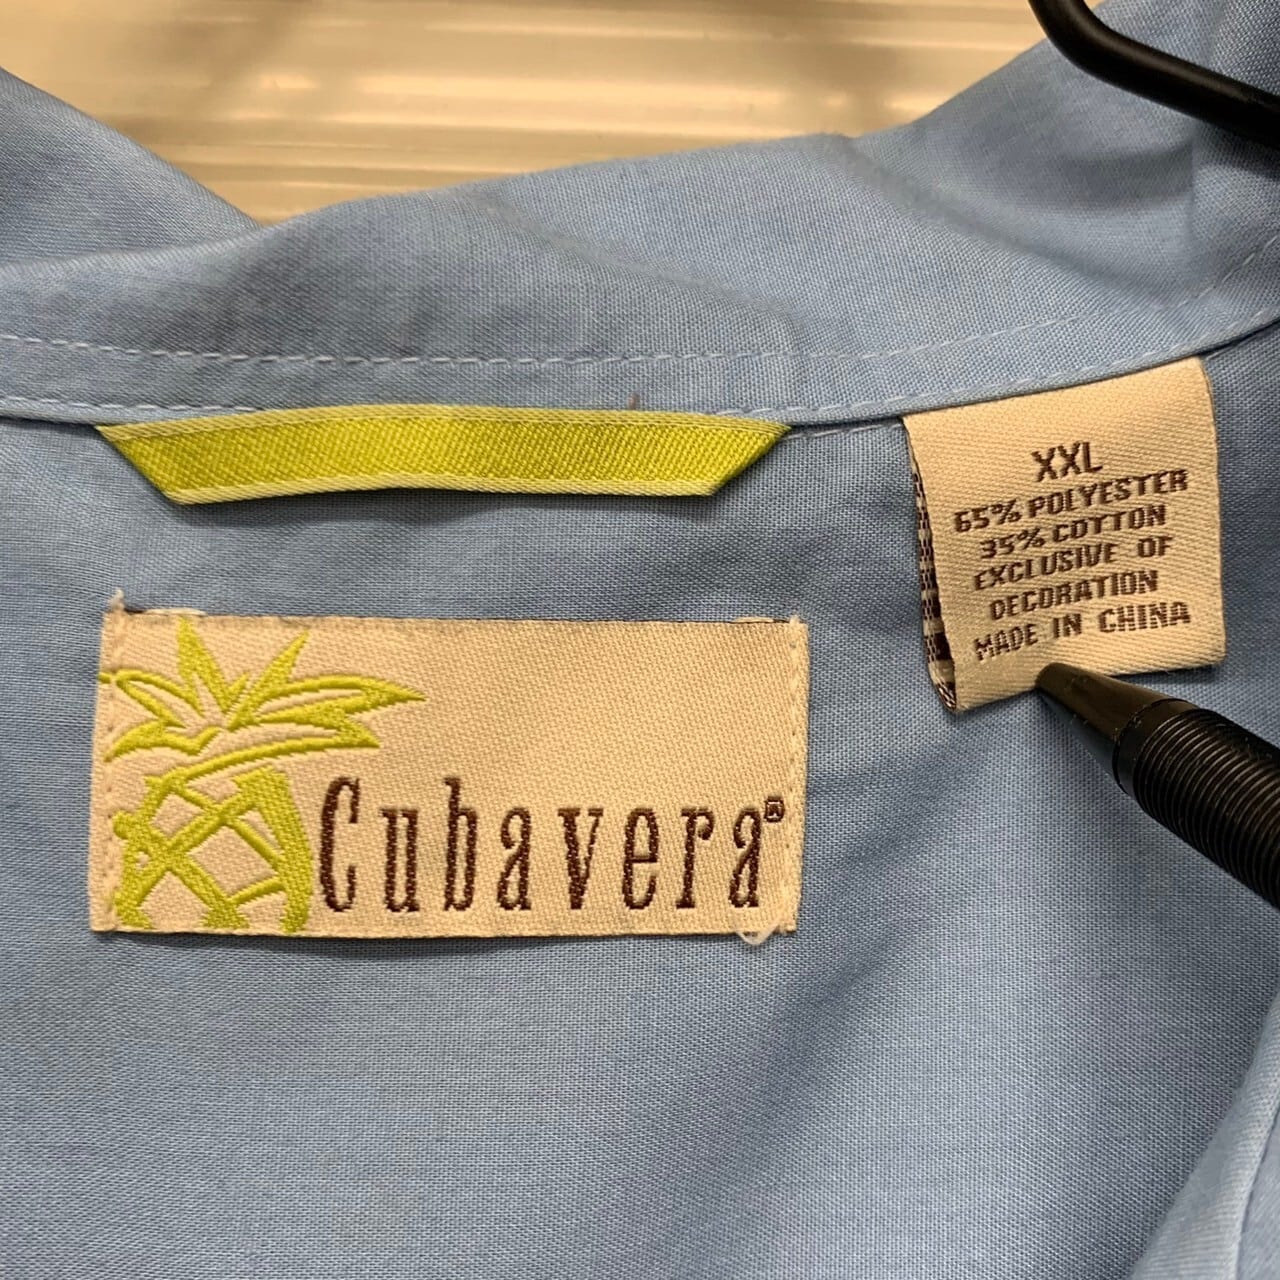 XXL
65% POLYESTER
35% COTTON
EXCLUSIVE OF
DECORATION
MADE IN CHINA
Cubavera®